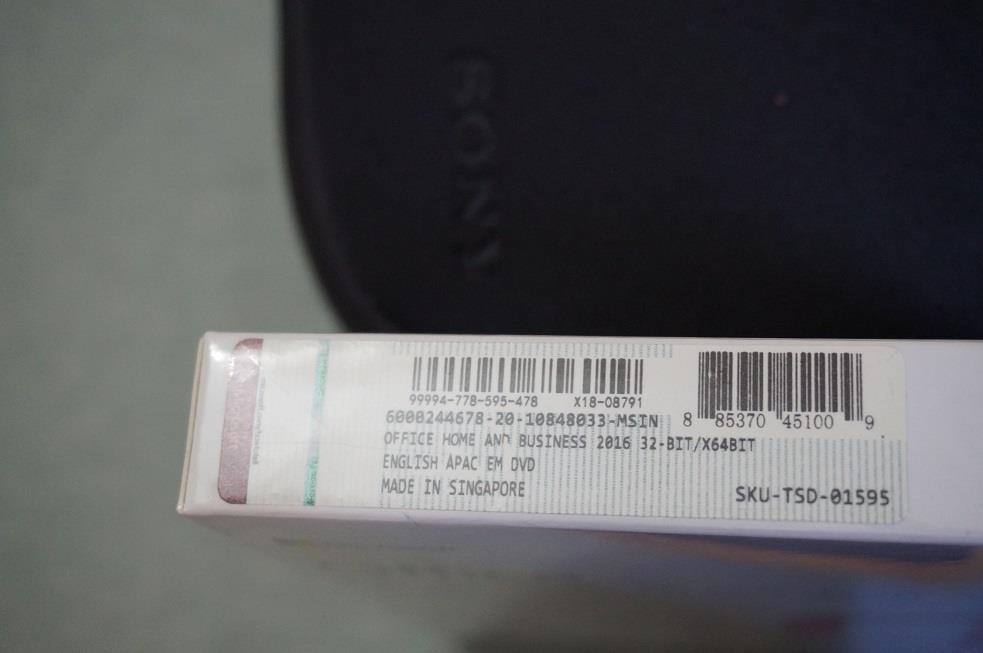 SONY
99994-778-595-478 X18-08791
6000244678-20-10848033-MSIN
8 85370 45100 9
OFFICE HOME AND BUSINESS 2016 32-BIT/X64BIT
ENGLISH APAC EM DVD
MADE IN SINGAPORE
SKU-TSD-01595